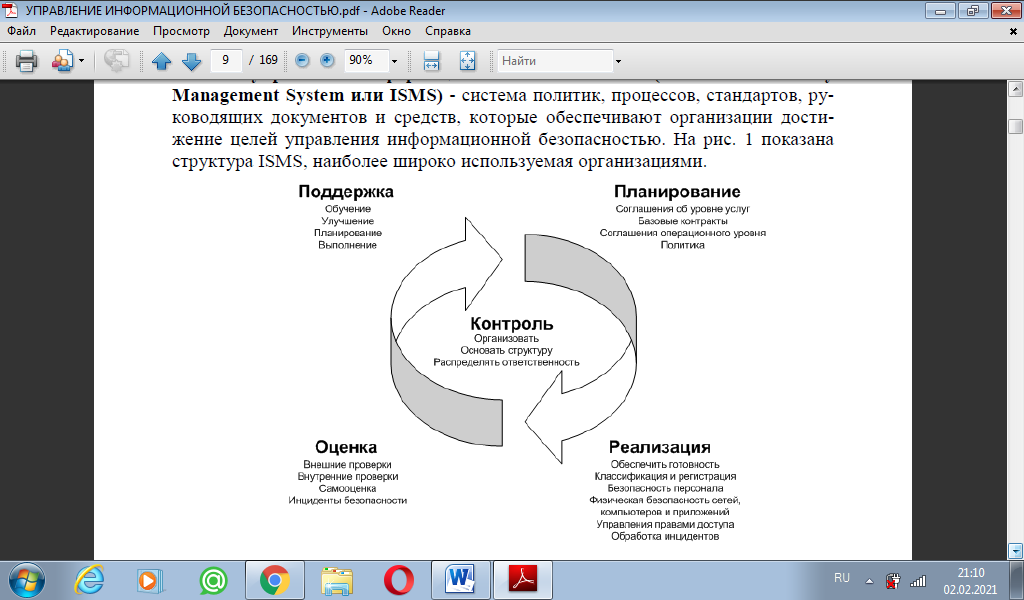 УПРАВЛЕНИЕ ИНФОРМАЦИОННОЙ БЕЗОПАСНОСТЬЮ.pdf - Adobe Reader
Файл Редактирование Просмотр Документ Инструменты Окно Справка
9 / 169 90% Найти
Management System или ISMS) - система политик, процессов, стандартов, ру-
ководящих документов и средств, которые обеспечивают организации дости-
жение целей управления информационной безопасностью. На рис. 1 показана
структура ISMS, наиболее широко используемая организациями.
Поддержка
Обучение
Улучшение
Планирование
Выполнение
Планирование
Соглашения об уровне услуг
Базовые контракты
Соглашения операционного уровня
Политика
Контроль
Организовать
Основать структуру
Распределять ответственность
Оценка
Внешние проверки
Внутренние проверки
Самооценка
Инциденты безопасности
Реализация
Обеспечить готовность
Классификация и регистрация
Безопасность персонала
Физическая безопасность сетей,
компьютеров и приложений
Управления правами доступа
Обработка инцидентов
RU
21:10
02.02.2021